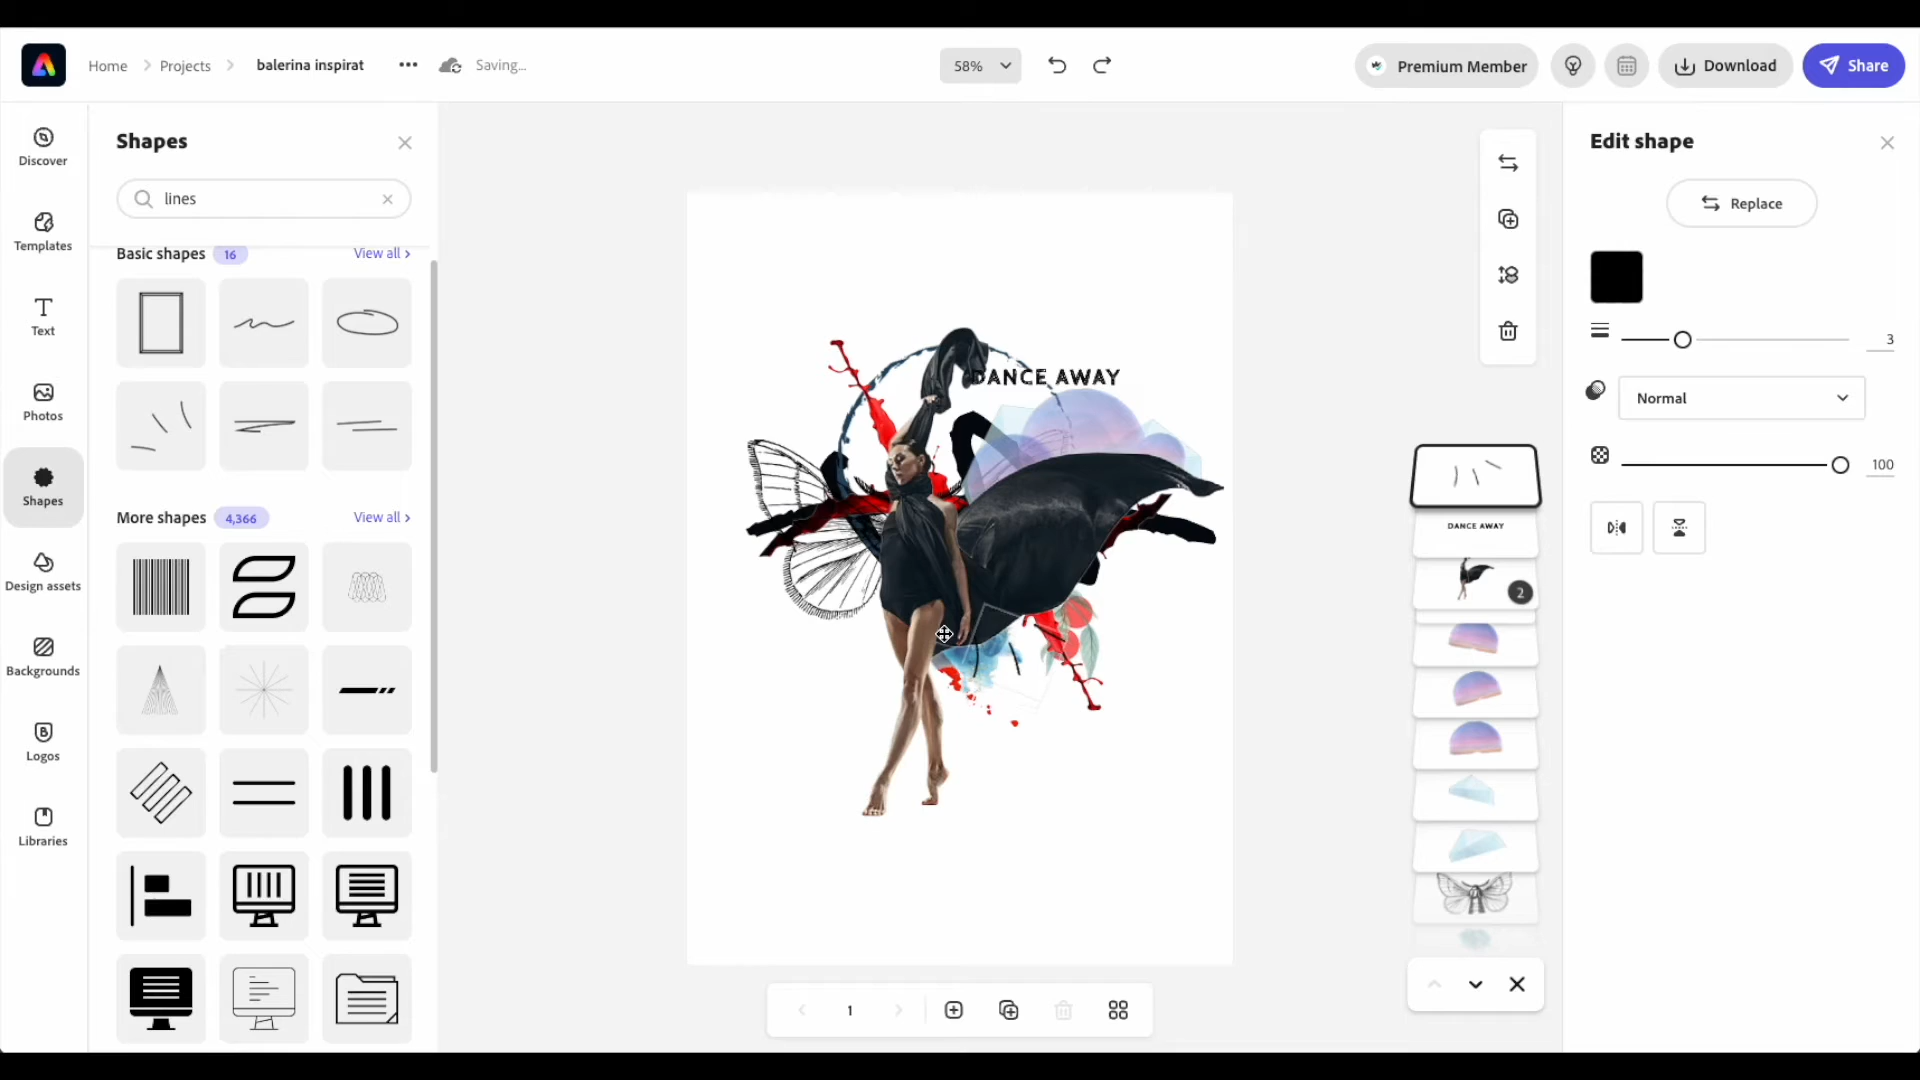 Home
Projects
balerina inspirat
Saving...
58%
Premium Member
Download
Share
Discover
Templates
Text
Photos
Shapes
Design assets
Backgrounds
Logos
Libraries
Shapes
lines
Basic shapes 16 View all
More shapes 4,366 View all
DANCE AWAY
1
DANCE AWAY
2
Edit shape
Replace
3
Normal
100